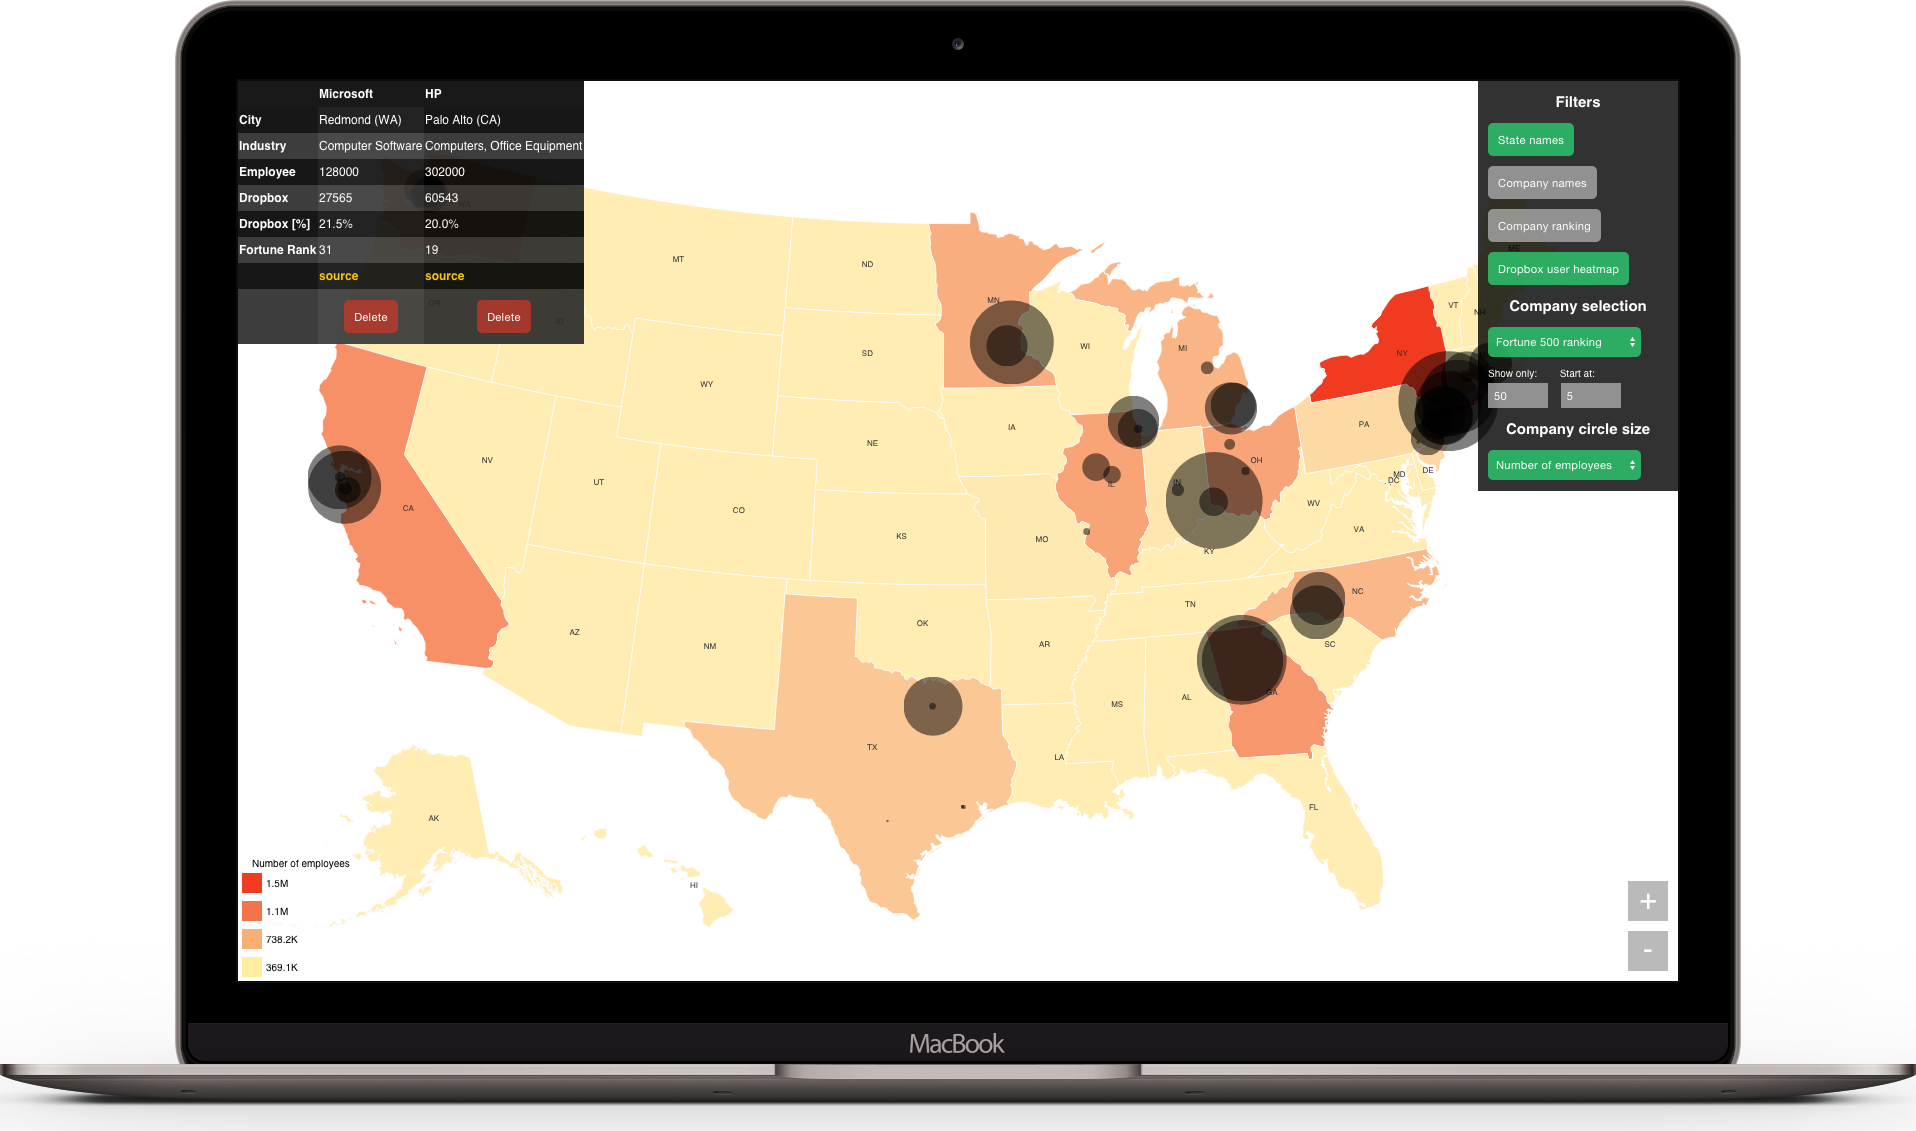 Microsoft HP
City Redmond (WA) Palo Alto (CA)
Industry Computer Software Computers, Office Equipment
Employee 128000 302000
Dropbox 27565 60543
Dropbox [%] 21.5% 20.0%
Fortune Rank 31 19
source source
Delete Delete
Filters
State names
Company names
Company ranking
Dropbox user heatmap
Company selection
Fortune 500 ranking
Show only: Start at:
50 5
Company circle size
Number of employees
WA
OR
ID
MT
ND
MN
ME
VT
NH
SD
WI
MI
NY
WY
IA
PA
NE
NV
UT
IL
IN
OH
MD
DE
DC
CA
CO
WV
KS
MO
VA
KY
NC
TN
AZ
OK
NM
AR
SC
MS
AL
GA
TX
LA
FL
AK
HI
Number of employees
1.5M
1.1M
738.2K
369.1K
+
-
MacBook